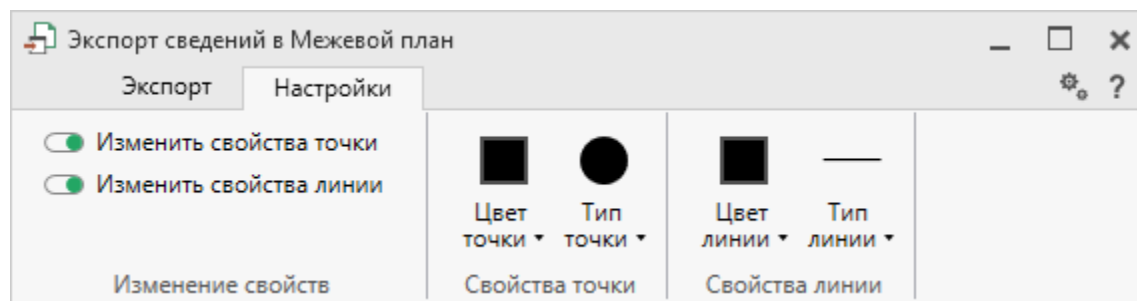 Экспорт сведений в Межевой план
Экспорт Настройки ?
Изменить свойства точки
Изменить свойства линии
Цвет точки Тип точки Цвет линии Тип линии
Изменение свойств Свойства точки Свойства линии